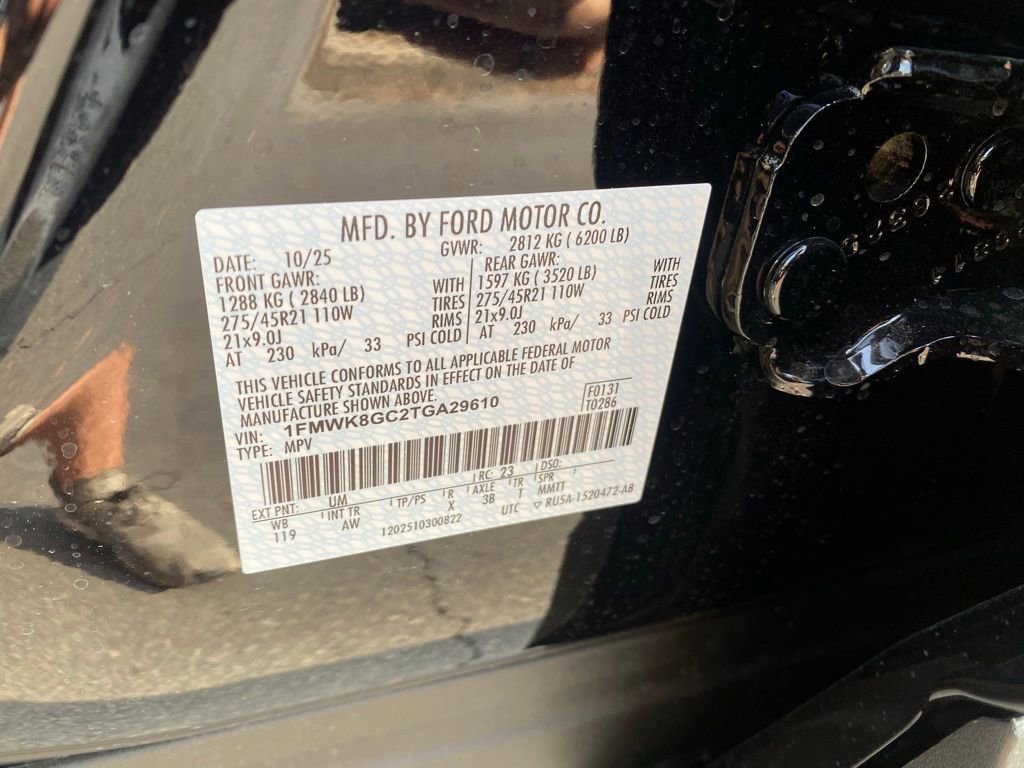 MFD. BY FORD MOTOR CO.
DATE: 10/25 GVWR: 2812 KG ( 6200 LB)
FRONT GAWR: WITH REAR GAWR: WITH
1288 KG ( 2840 LB) TIRES 1597 KG ( 3520 LB) TIRES
275/45R21 110W RIMS 275/45R21 110W RIMS
21x9.0J 21x9.0J
AT 230 kPa/ 33 PSI COLD AT 230 kPa/ 33 PSI COLD
THIS VEHICLE CONFORMS TO ALL APPLICABLE FEDERAL MOTOR
VEHICLE SAFETY STANDARDS IN EFFECT ON THE DATE OF
MANUFACTURE SHOWN ABOVE.
F0131
VIN: 1FMWK8GC2TGA29610 T0286
TYPE: MPV
EXT PNT: UM RC: 23 DSO:
WB INT TR TP/PS R AXLE TR SPR
119 AW X 3B T MMTT
1202510300822 UTC ▽ RU5A-1520472-AB